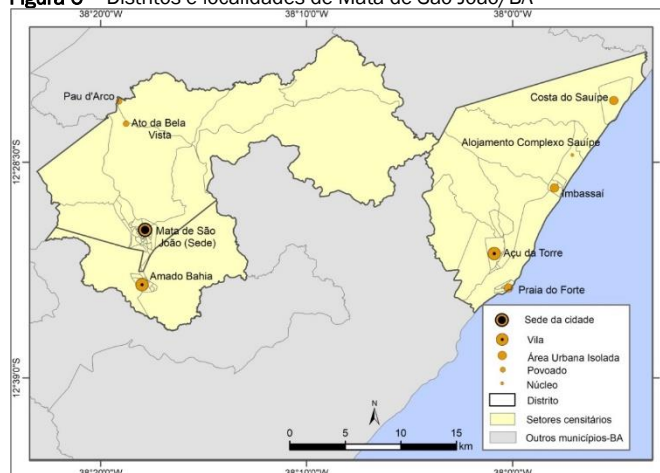 Distritos e localidades de Mata de São João/BA
38°20'0"W 38°10'0"W 38°0'0"W
Pau d'Arco
Ato da Bela
Vista
Costa do Sauípe
Alojamento Complexo Sauípe
12°28'30"S
Imbassaí
Mata de São
João (Sede)
Açu da Torre
Amado Bahia
Praia do Forte
Sede da cidade
Vila
Área Urbana Isolada
Povoado
Núcleo
Distrito
Setores censitários
Outros municípios-BA
12°39'0"S
N
0 5 10 15
km
38°20'0"W 38°10'0"W 38°0'0"W